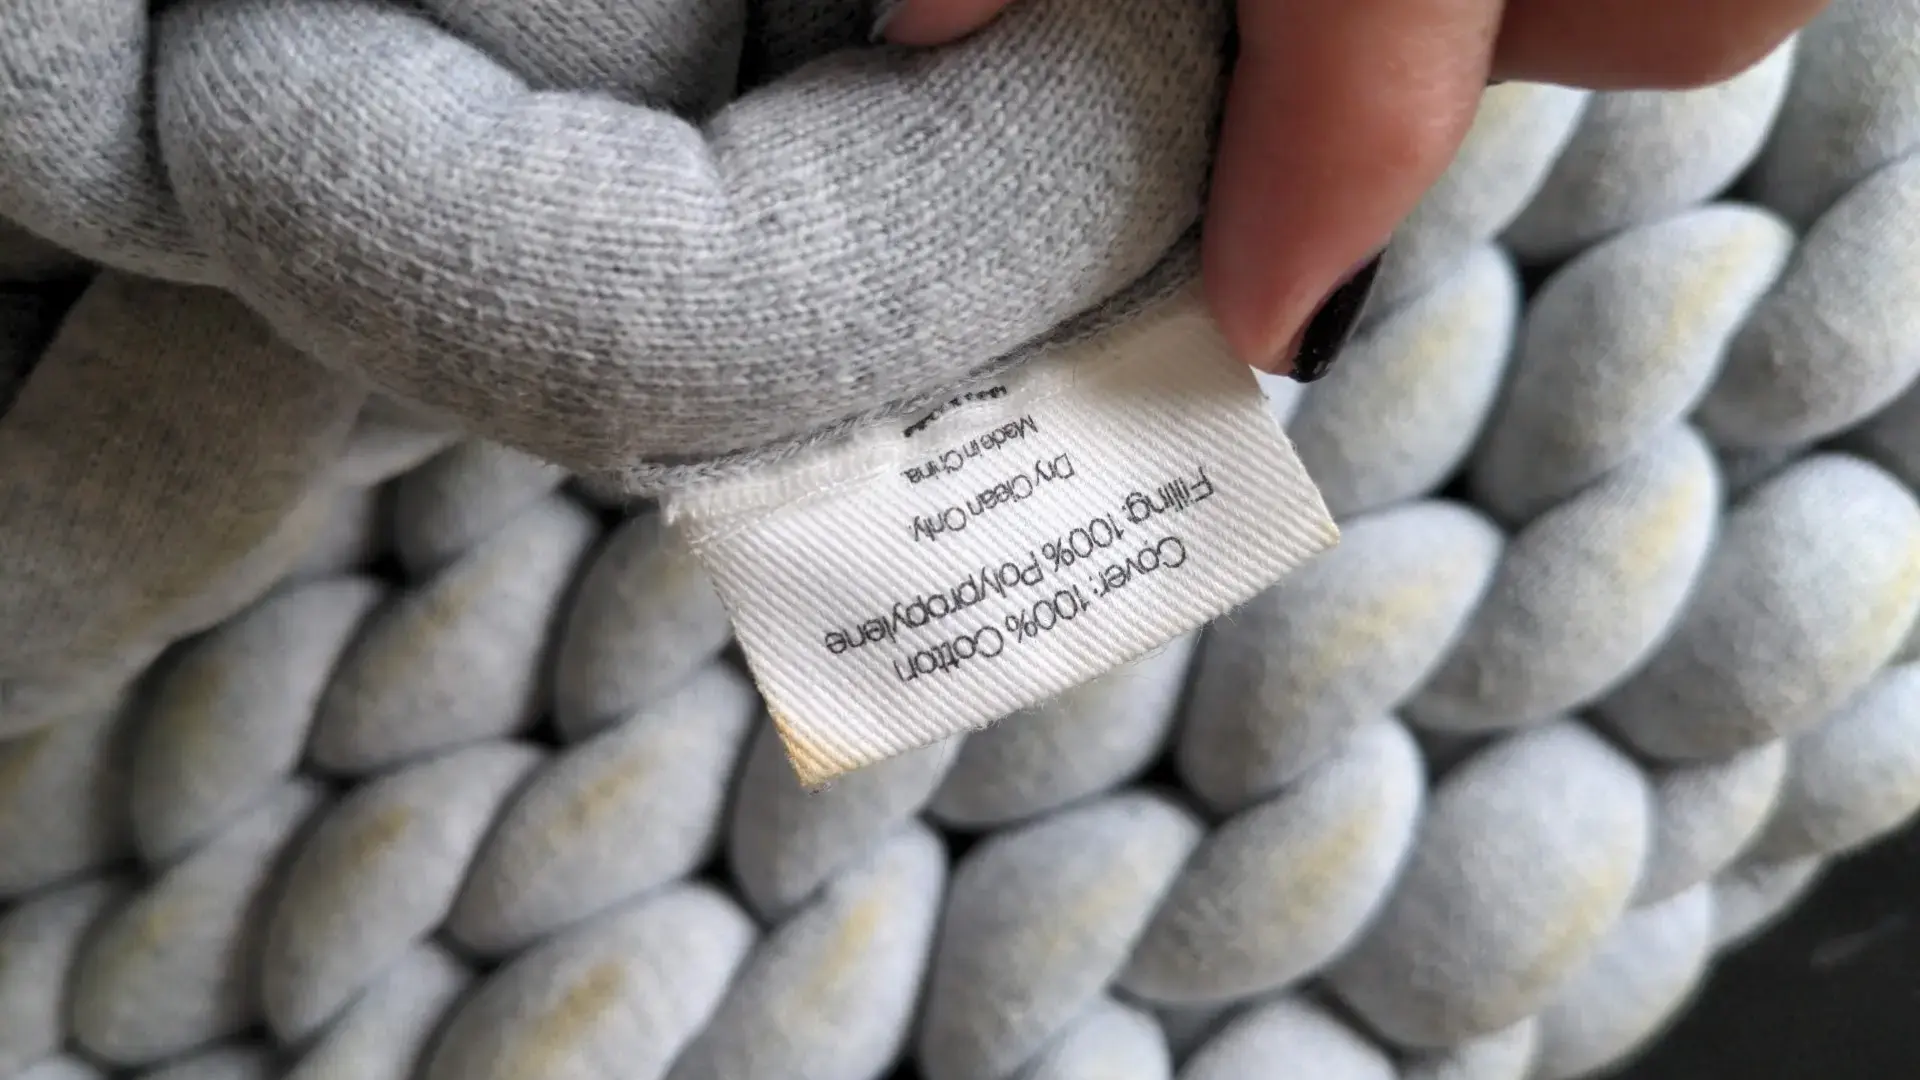 Cover: 100% Cotton
Filling: 100% Polypropylene
Dry Clean Only.
Made in China.